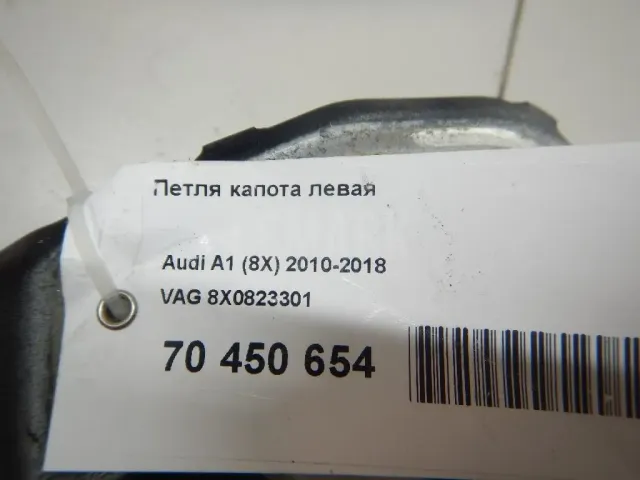 Петля капота левая
Audi A1 (8X) 2010-2018
VAG 8X0823301
70 450 654